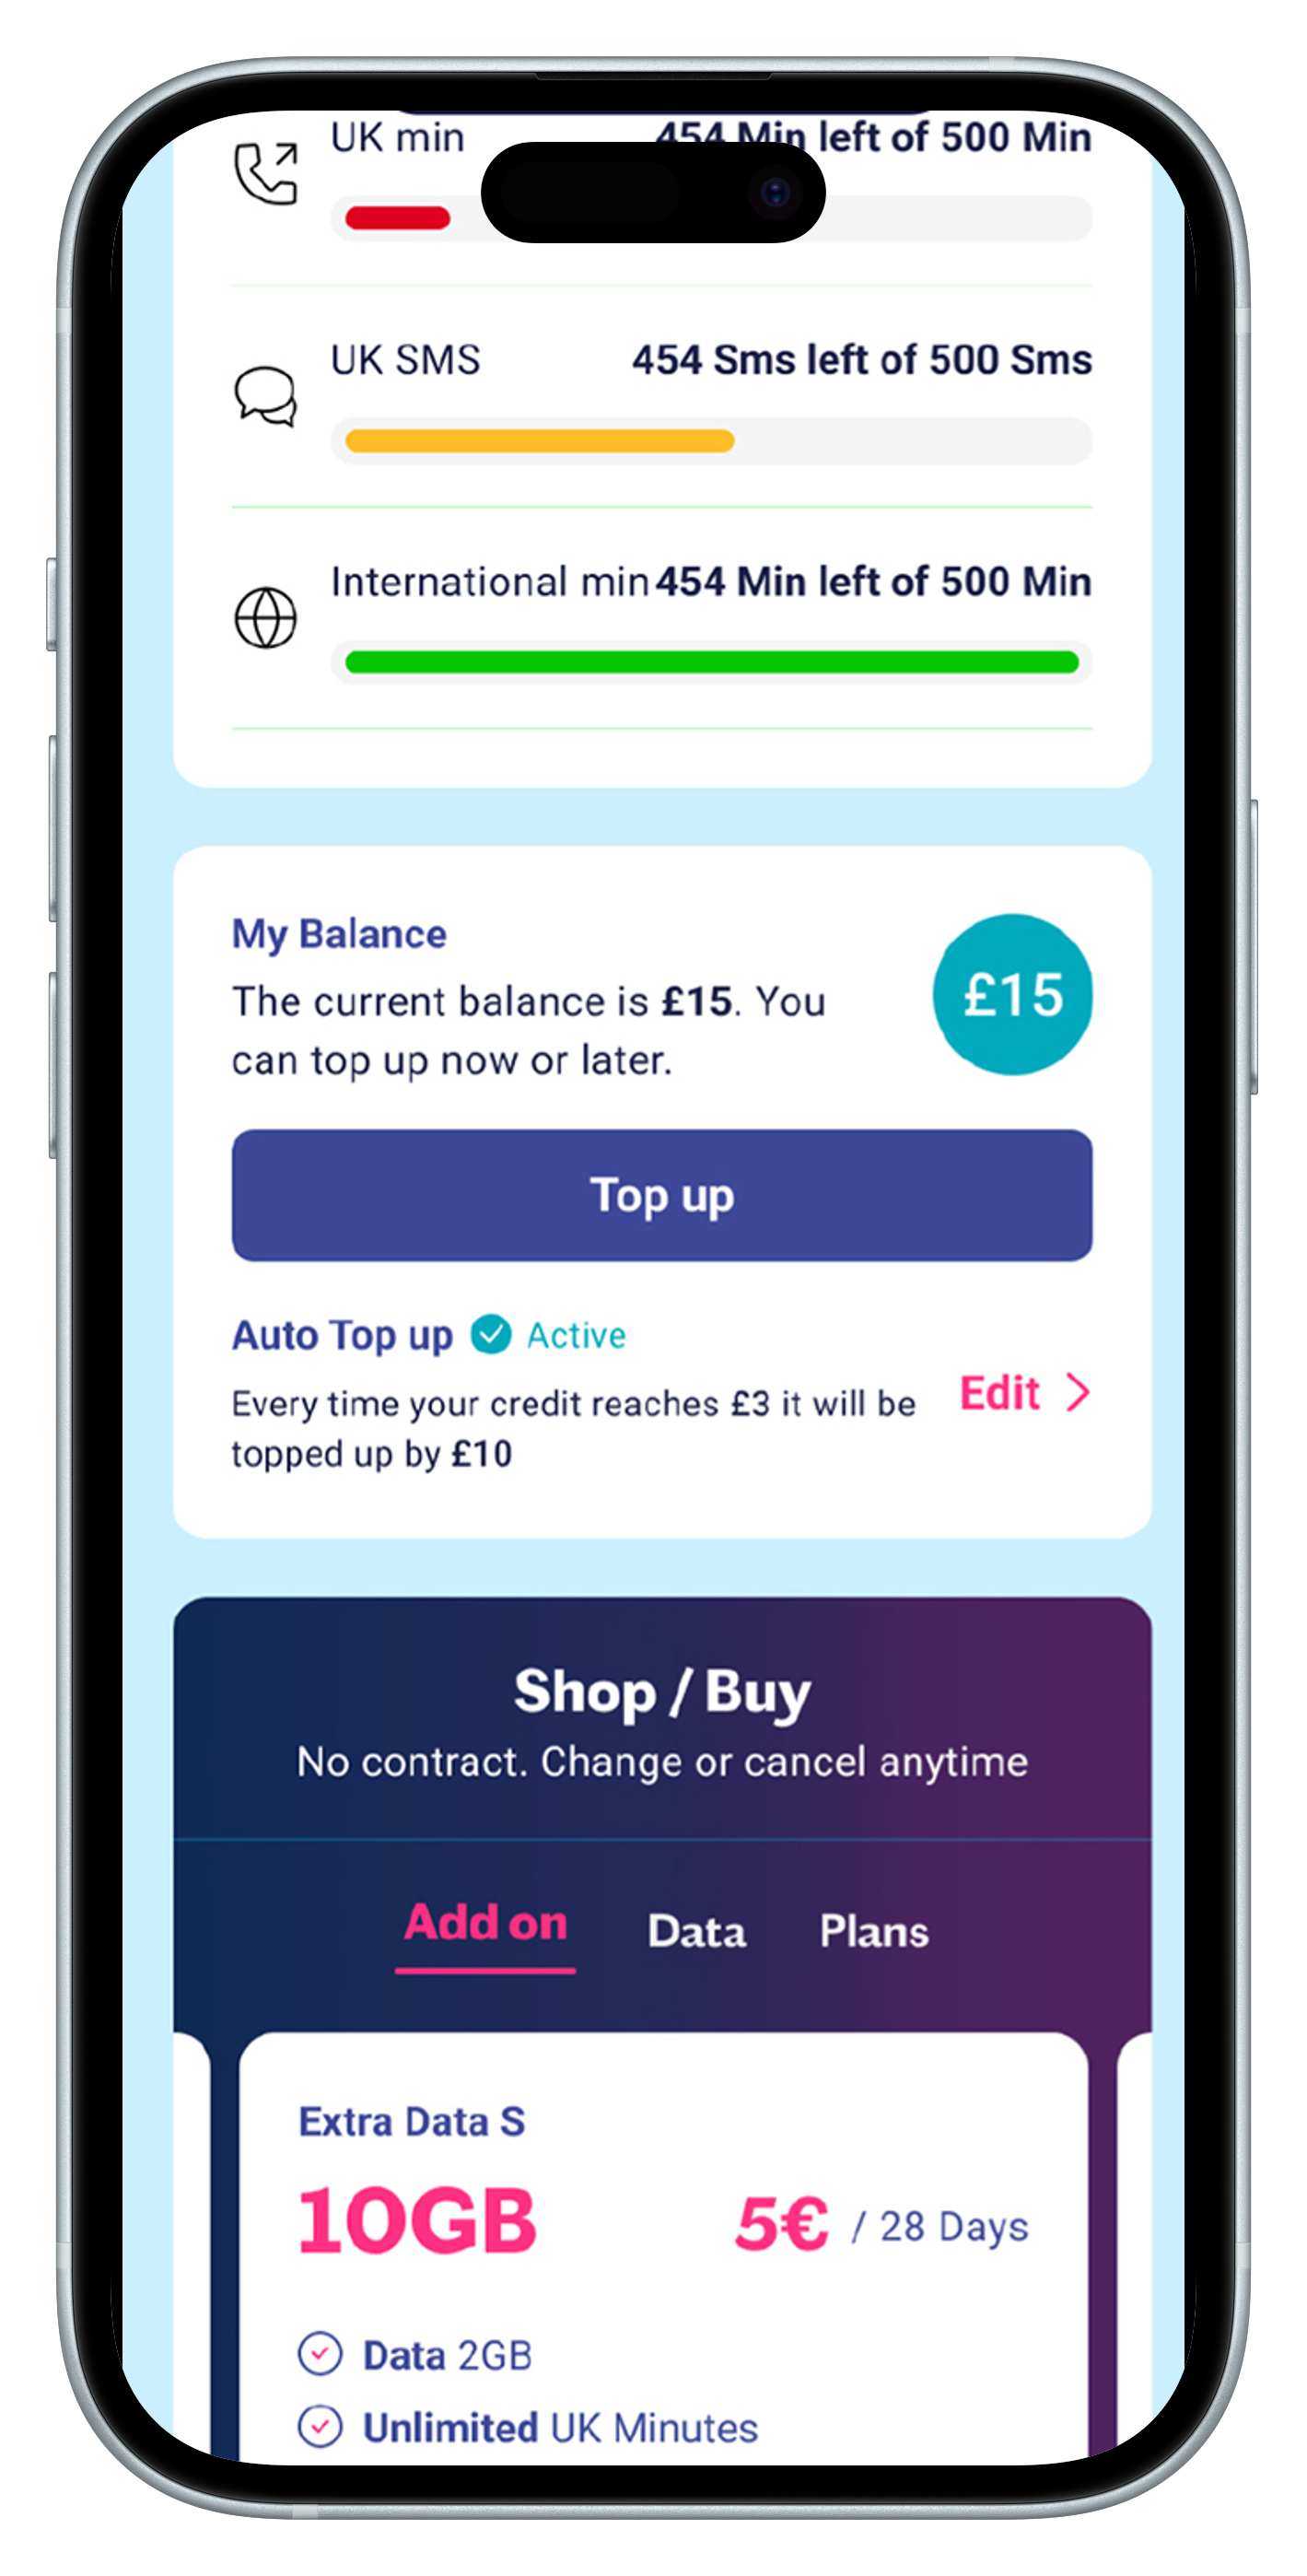 UK min 454 Min left of 500 Min
UK SMS 454 Sms left of 500 Sms
International min 454 Min left of 500 Min
My Balance
The current balance is £15. You
can top up now or later.
£15
Top up
Auto Top up Active
Every time your credit reaches £3 it will be
topped up by £10
Edit
Shop / Buy
No contract. Change or cancel anytime
Add on Data Plans
Extra Data S
10GB 5€ / 28 Days
Data 2GB
Unlimited UK Minutes